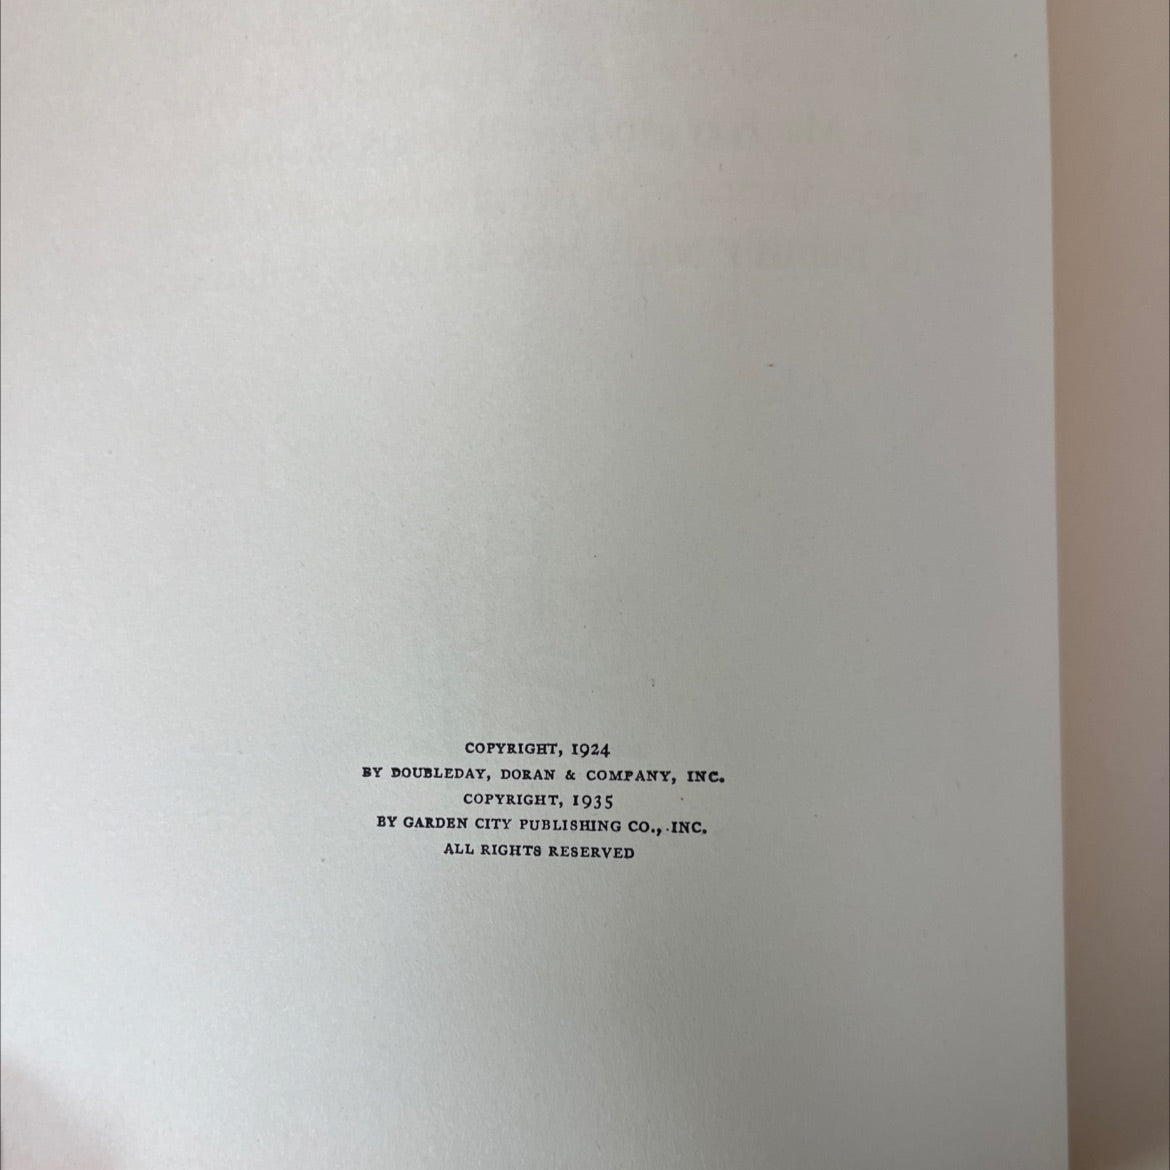 COPYRIGHT, 1924
BY DOUBLEDAY, DORAN & COMPANY, INC.
COPYRIGHT, 1935
BY GARDEN CITY PUBLISHING CO., INC.
ALL RIGHTS RESERVED